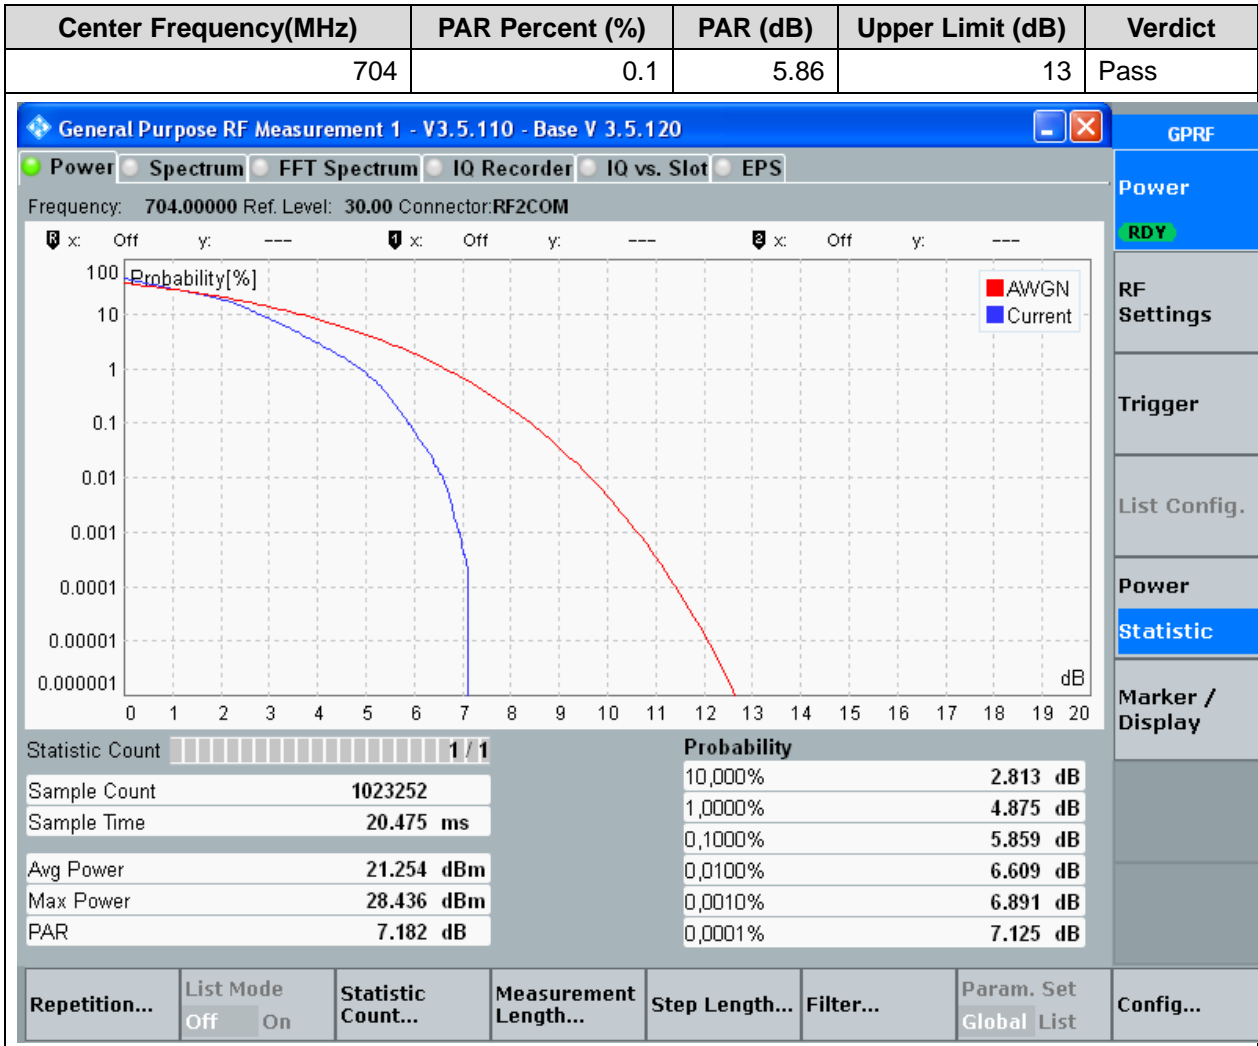 Center Frequency(MHz) PAR Percent (%) PAR (dB) Upper Limit (dB) Verdict
704 0.1 5.86 13 Pass
General Purpose RF Measurement 1 - V3.5.110 - Base V 3.5.120
GPRF
Power Spectrum FFT Spectrum IQ Recorder IQ vs. Slot EPS
Power
RDY
Frequency: 704.00000 Ref. Level: 30.00 Connector:RF2COM
R x: Off y: --- 1 x: Off y: --- 2 x: Off y: ---
Probability[%]
AWGN
Current
100
10
1
0.1
0.01
0.001
0.0001
0.00001
0.000001
dB
0 1 2 3 4 5 6 7 8 9 10 11 12 13 14 15 16 17 18 19 20
RF
Settings
Trigger
List Config.
Power
Statistic
Marker /
Display
Statistic Count 1 / 1
Sample Count 1023252
Sample Time 20.475 ms
Avg Power 21.254 dBm
Max Power 28.436 dBm
PAR 7.182 dB
Probability
10,000% 2.813 dB
1,0000% 4.875 dB
0,1000% 5.859 dB
0,0100% 6.609 dB
0,0010% 6.891 dB
0,0001% 7.125 dB
Repetition...
List Mode
Off On
Statistic
Count...
Measurement
Length...
Step Length...
Filter...
Param. Set
Global List
Config...